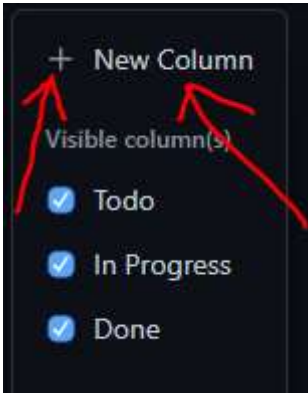 + New Column
Visible column(s)
Todo
In Progress
Done